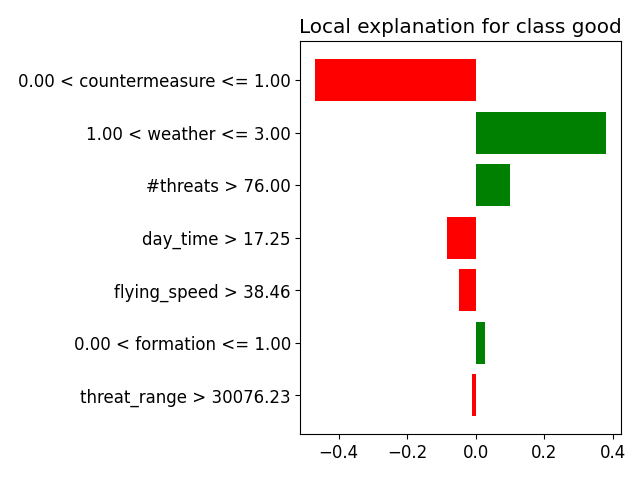 Local explanation for class good
0.00 < countermeasure <= 1.00
1.00 < weather <= 3.00
#threats > 76.00
day_time > 17.25
flying_speed > 38.46
0.00 < formation <= 1.00
threat_range > 30076.23
−0.4 −0.2 0.0 0.2 0.4